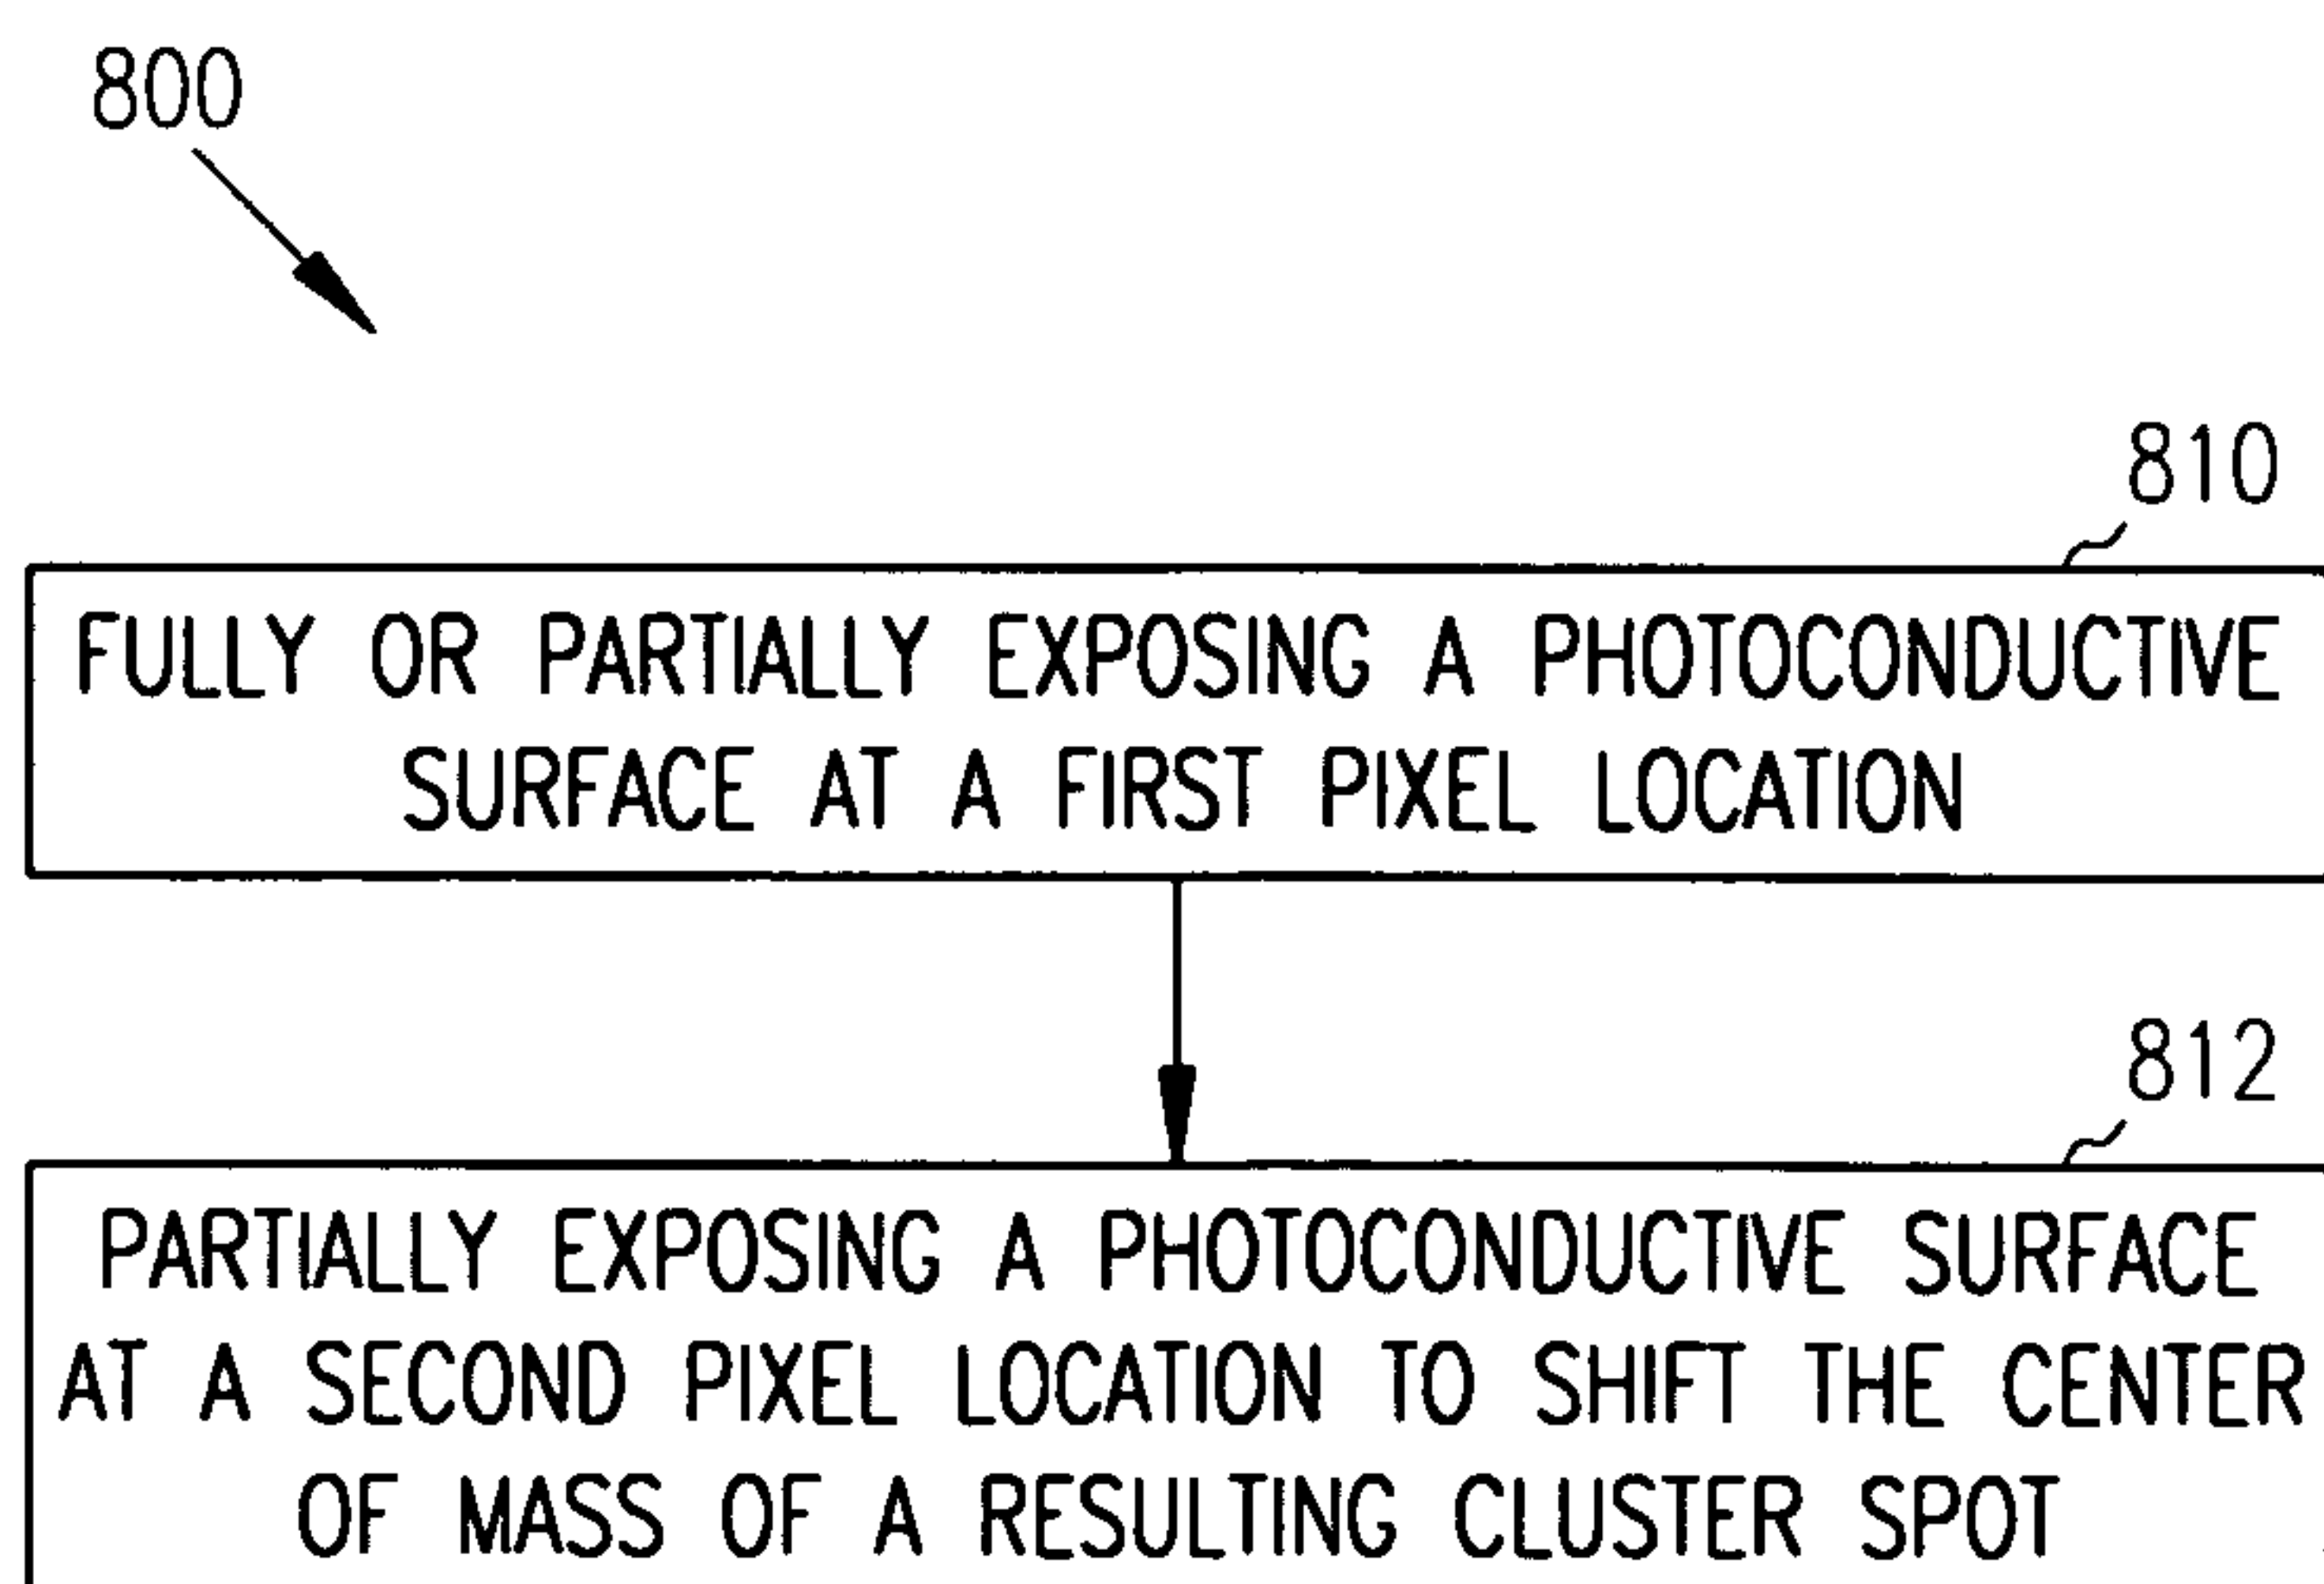 800
810
FULLY OR PARTIALLY EXPOSING A PHOTOCONDUCTIVE
SURFACE AT A FIRST PIXEL LOCATION
812
PARTIALLY EXPOSING A PHOTOCONDUCTIVE SURFACE
AT A SECOND PIXEL LOCATION TO SHIFT THE CENTER
OF MASS OF A RESULTING CLUSTER SPOT